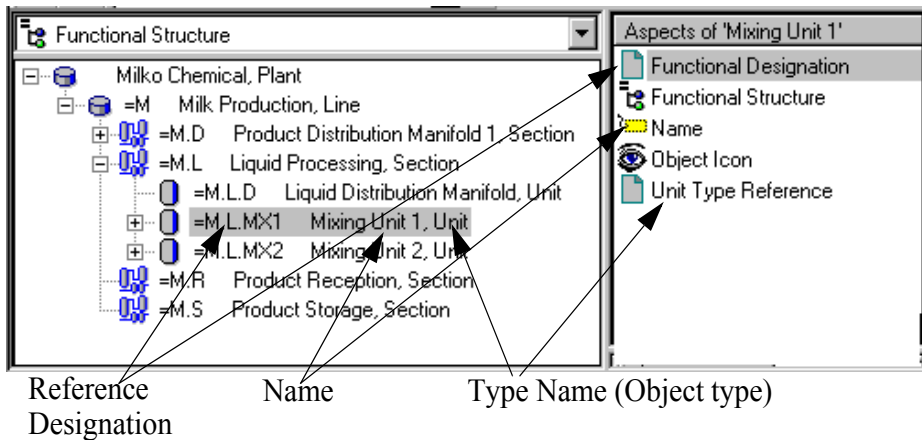 Functional Structure
Milko Chemical, Plant
=M Milk Production, Line
=M.D Product Distribution Manifold 1, Section
=M.L Liquid Processing, Section
=M.L.D Liquid Distribution Manifold, Unit
=M.L.MX1 Mixing Unit 1, Unit
=M.L.MX2 Mixing Unit 2, Unit
=M.R Product Reception, Section
=M.S Product Storage, Section
Aspects of 'Mixing Unit 1'
Functional Designation
Functional Structure
Name
Object Icon
Unit Type Reference
Reference
Designation
Name
Type Name (Object type)